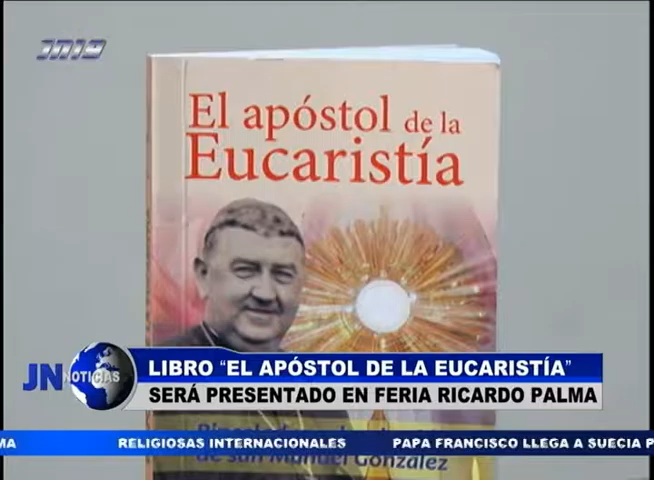 El apóstol de la
Eucaristía
JN NOTICIAS
LIBRO "EL APÓSTOL DE LA EUCARISTÍA"
SERÁ PRESENTADO EN FERIA RICARDO PALMA
MA RELIGIOSAS INTERNACIONALES PAPA FRANCISCO LLEGA A SUECIA P
de san Manuel González